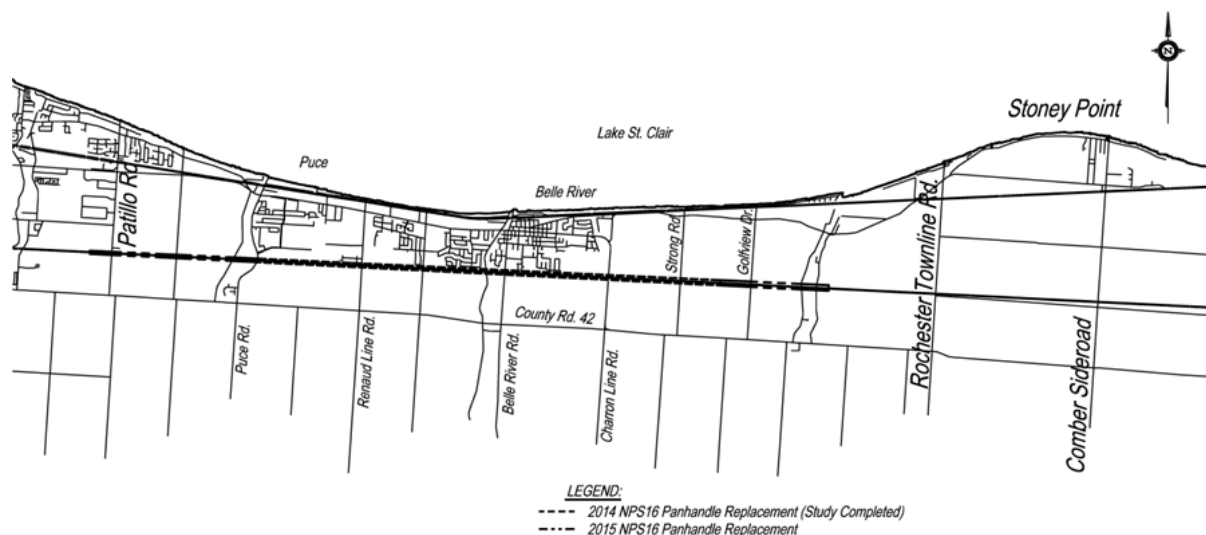 N
Stoney Point
Lake St. Clair
Puce
Belle River
Patillo Rd.
Strong Rd.
Golfview Dr.
Rochester Townline Rd.
County Rd. 42
Puce Rd.
Renaud Line Rd.
Belle River Rd.
Charron Line Rd.
Comber Sideroad
LEGEND:
2014 NPS16 Panhandle Replacement (Study Completed)
2015 NPS16 Panhandle Replacement